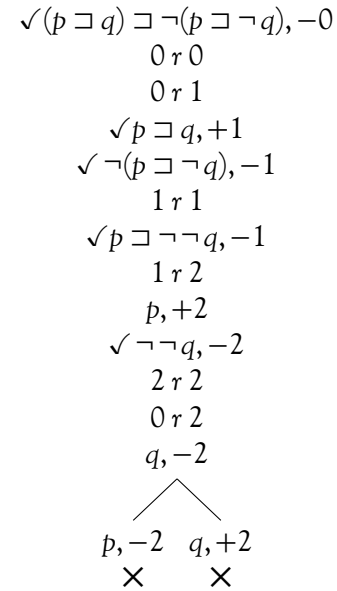 ✓(p ⊐ q) ⊐ ¬(p ⊐ ¬ q), −0
0 r 0
0 r 1
✓p ⊐ q, +1
✓ ¬(p ⊐ ¬ q), −1
1 r 1
✓p ⊐ ¬ ¬ q, −1
1 r 2
p, +2
✓ ¬ ¬ q, −2
2 r 2
0 r 2
q, −2
p, −2 q, +2
× ×